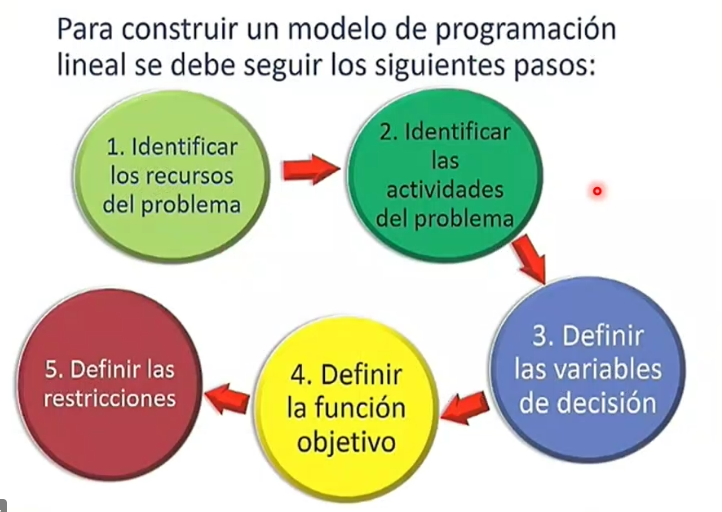 Para construir un modelo de programación
lineal se debe seguir los siguientes pasos:
1. Identificar
los recursos
del problema
2. Identificar
las
actividades
del problema
3. Definir
las variables
de decisión
4. Definir
la función
objetivo
5. Definir las
restricciones